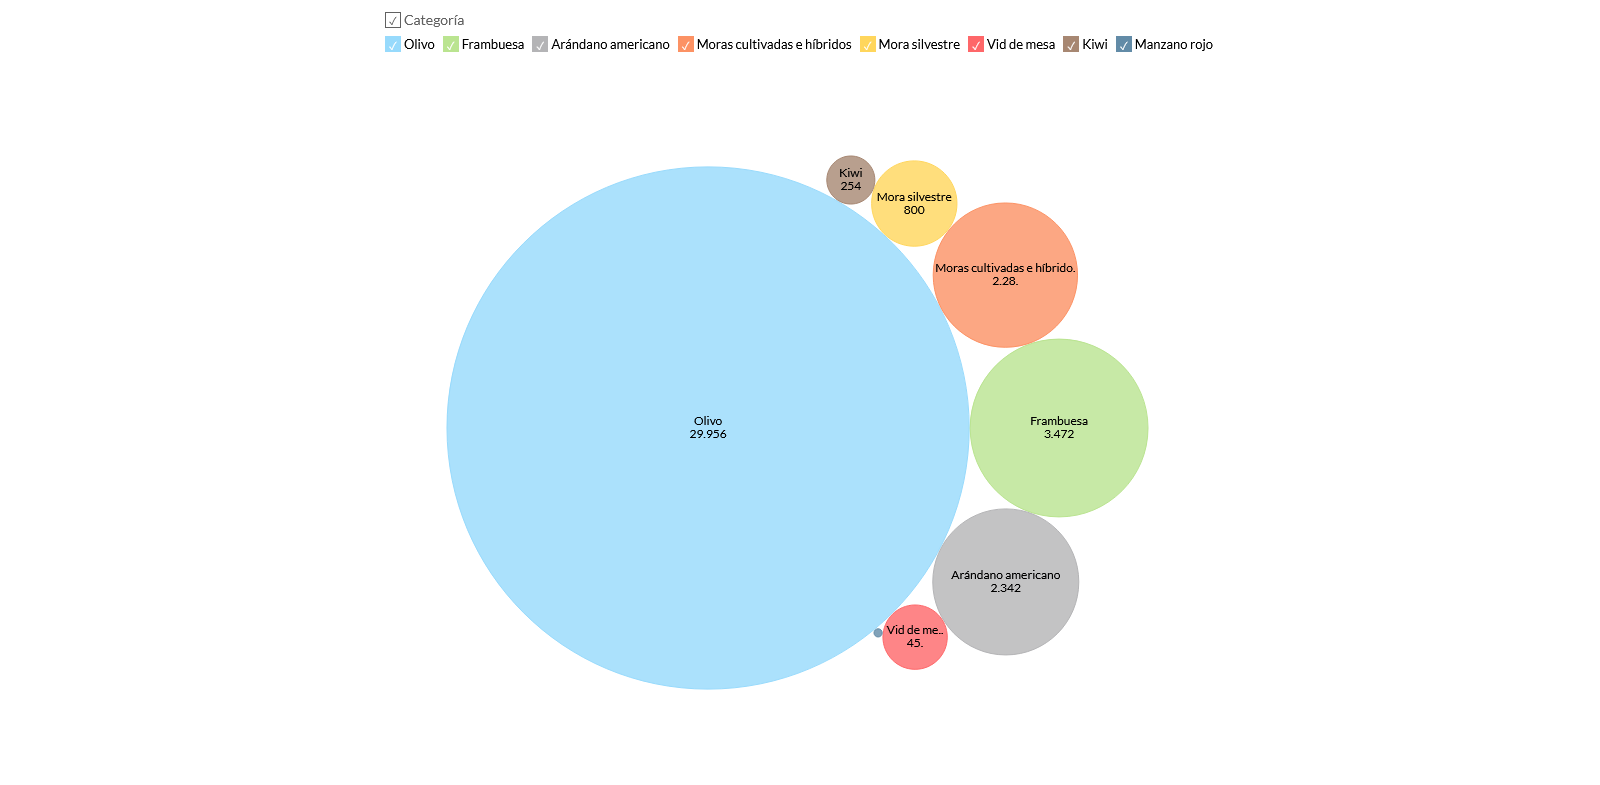 Categoría
Olivo Frambuesa Arándano americano Moras cultivadas e híbridos Mora silvestre Vid de mesa Kiwi Manzano rojo
Kiwi
254
Mora silvestre
800
Moras cultivadas e híbrido.
2.28.
Olivo
29.956
Frambuesa
3.472
Arándano americano
2.342
Vid de me..
45.